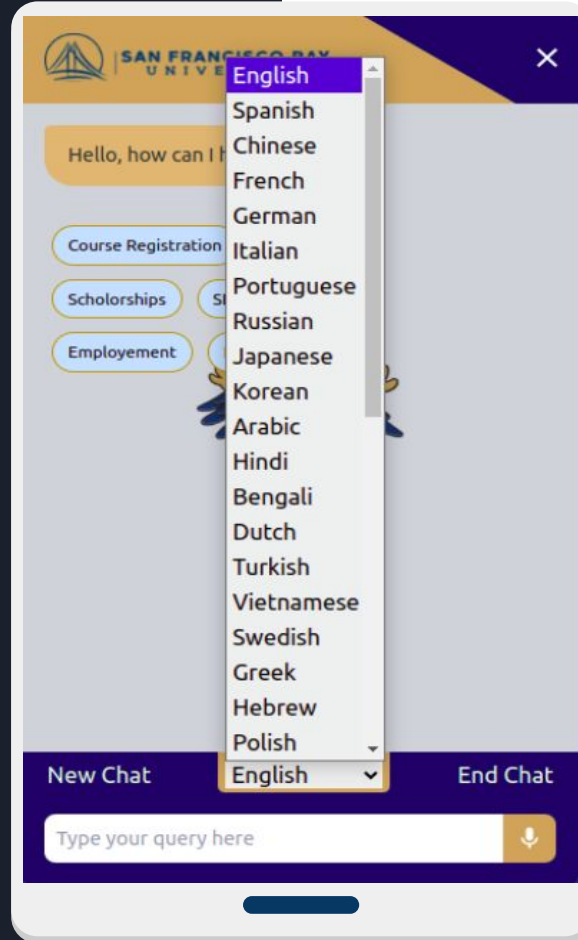 SAN FRANCISCO BAY
UNIVE
Hello, how can I h
Course Registration
Scholorships
Employement
English
Spanish
Chinese
French
German
Italian
Portuguese
Russian
Japanese
Korean
Arabic
Hindi
Bengali
Dutch
Turkish
Vietnamese
Swedish
Greek
Hebrew
Polish
New Chat
English
End Chat
Type your query here